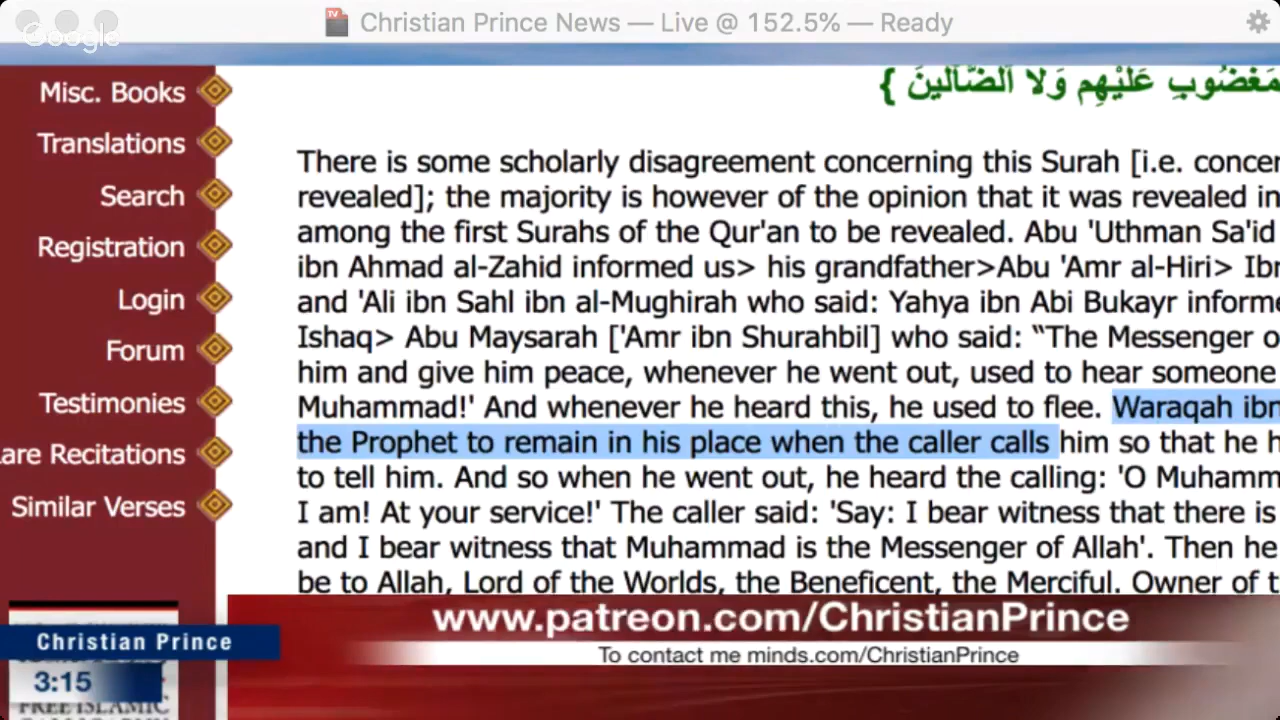 Christian Prince News — Live @ 152.5% — Ready
Google
مَغضُوبِ عَلَيْهِم وَلا ٱلضَّآلِّينَ }
Misc. Books
Translations
Search
Registration
Login
Forum
Testimonies
are Recitations
Similar Verses
There is some scholarly disagreement concerning this Surah [i.e. concer
revealed]; the majority is however of the opinion that it was revealed in
among the first Surahs of the Qur'an to be revealed. Abu 'Uthman Sa'id
ibn Ahmad al-Zahid informed us> his grandfather>Abu 'Amr al-Hiri> Ibr
and 'Ali ibn Sahl ibn al-Mughirah who said: Yahya ibn Abi Bukayr informe
Ishaq> Abu Maysarah ['Amr ibn Shurahbil] who said: “The Messenger o
him and give him peace, whenever he went out, used to hear someone
Muhammad!' And whenever he heard this, he used to flee. Waraqah ibn
the Prophet to remain in his place when the caller calls him so that he h
to tell him. And so when he went out, he heard the calling: 'O Muhamm
I am! At your service!' The caller said: 'Say: I bear witness that there is
and I bear witness that Muhammad is the Messenger of Allah'. Then he
be to Allah, Lord of the Worlds, the Beneficent, the Merciful. Owner of t
www.patreon.com/ChristianPrince
To contact me minds.com/ChristianPrince
Christian Prince
3:15
FREE ISLAMIC